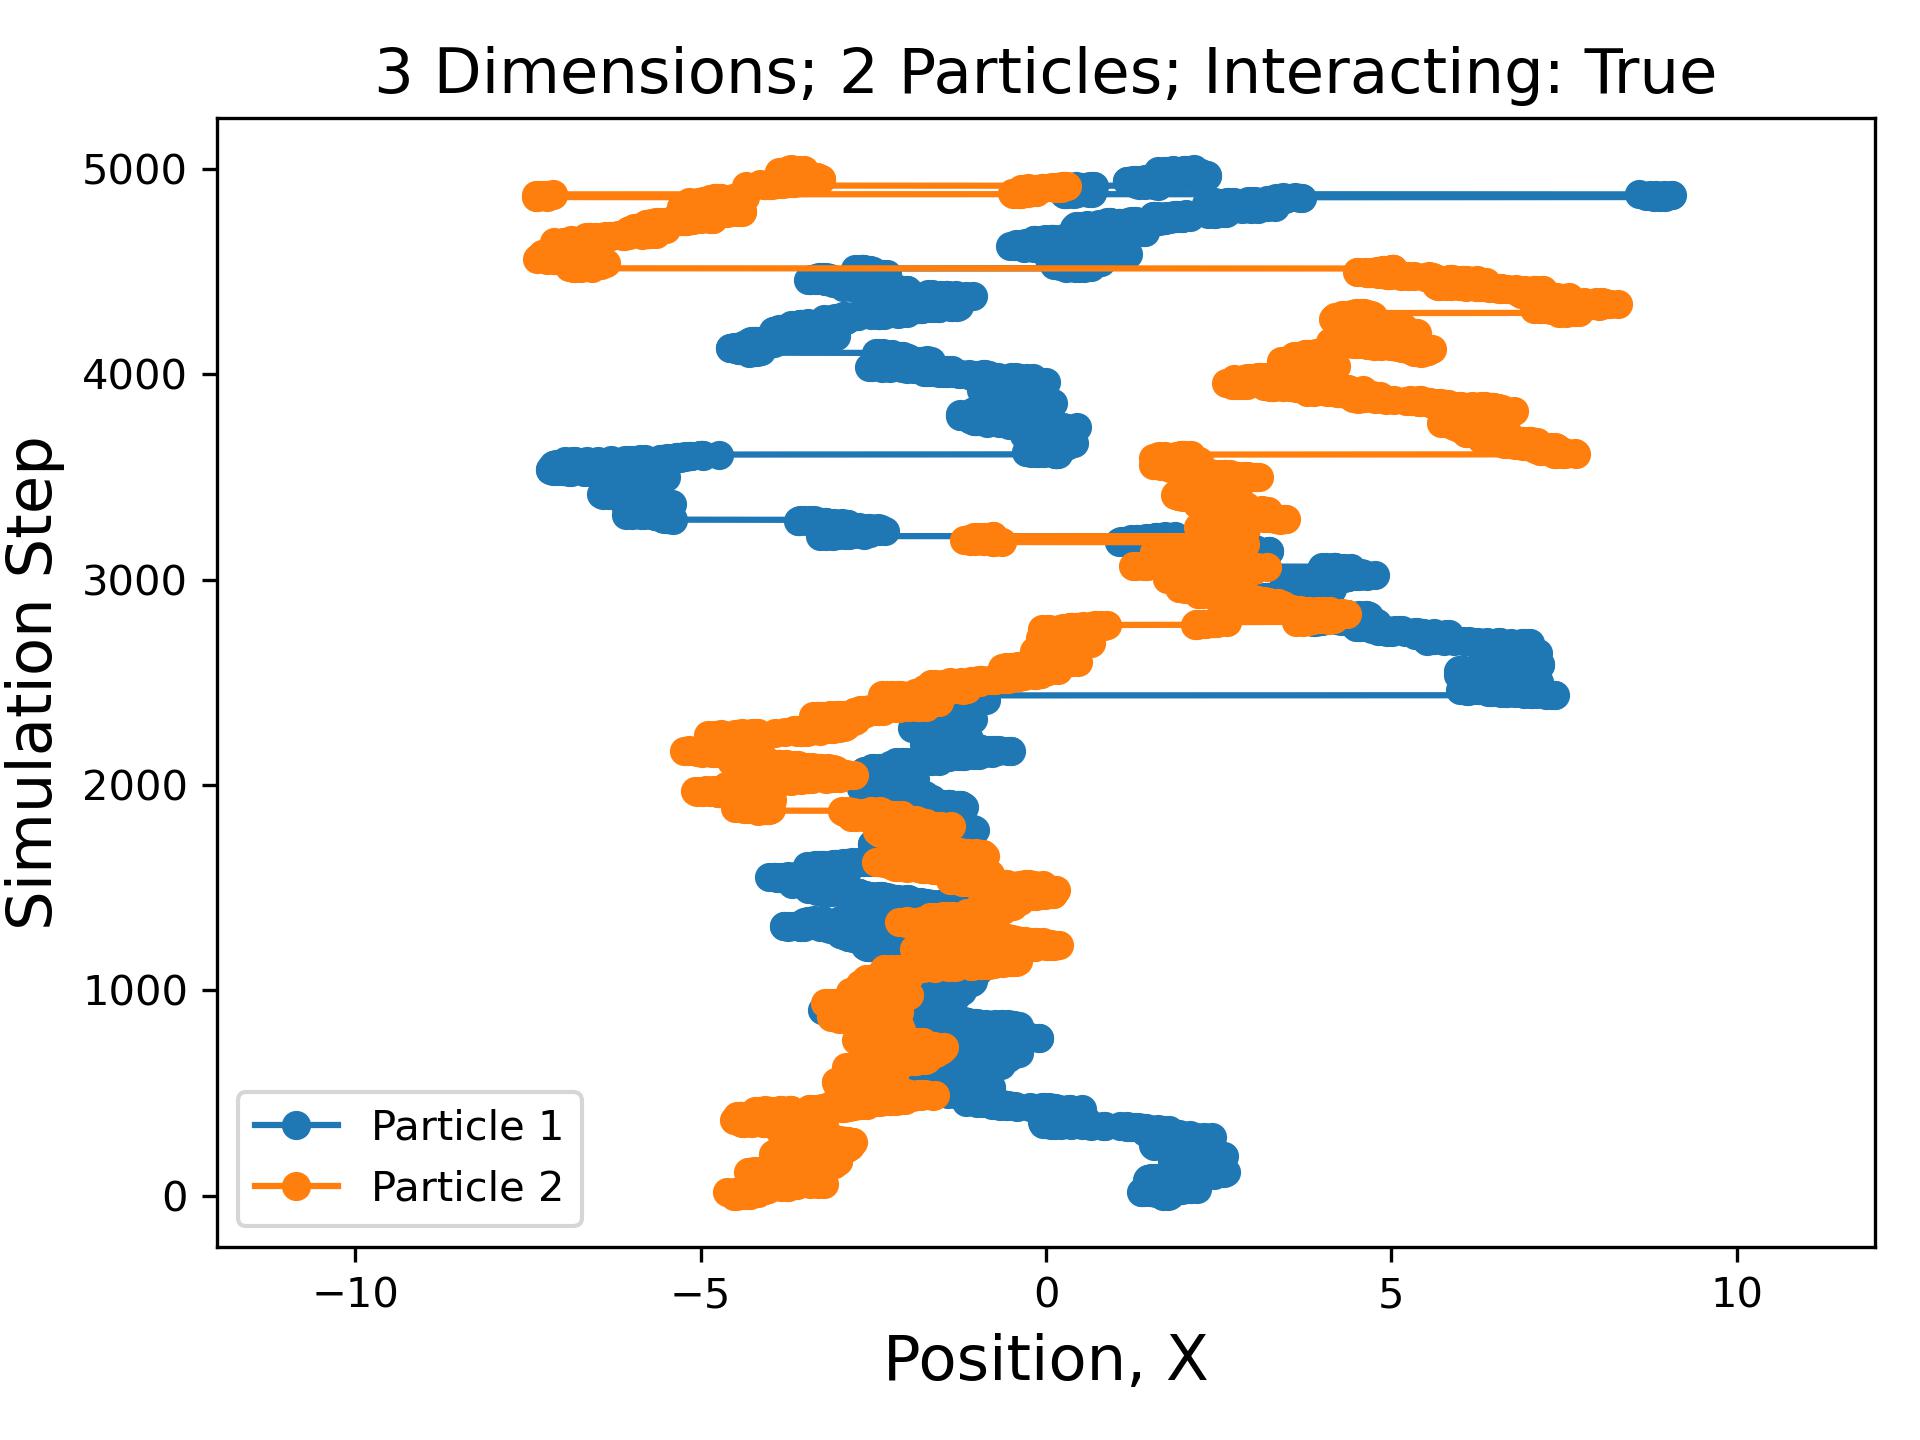 3 Dimensions; 2 Particles; Interacting: True
Simulation Step
5000
4000
3000
2000
1000
0
Particle 1
Particle 2
−10
−5
0
5
10
Position, X